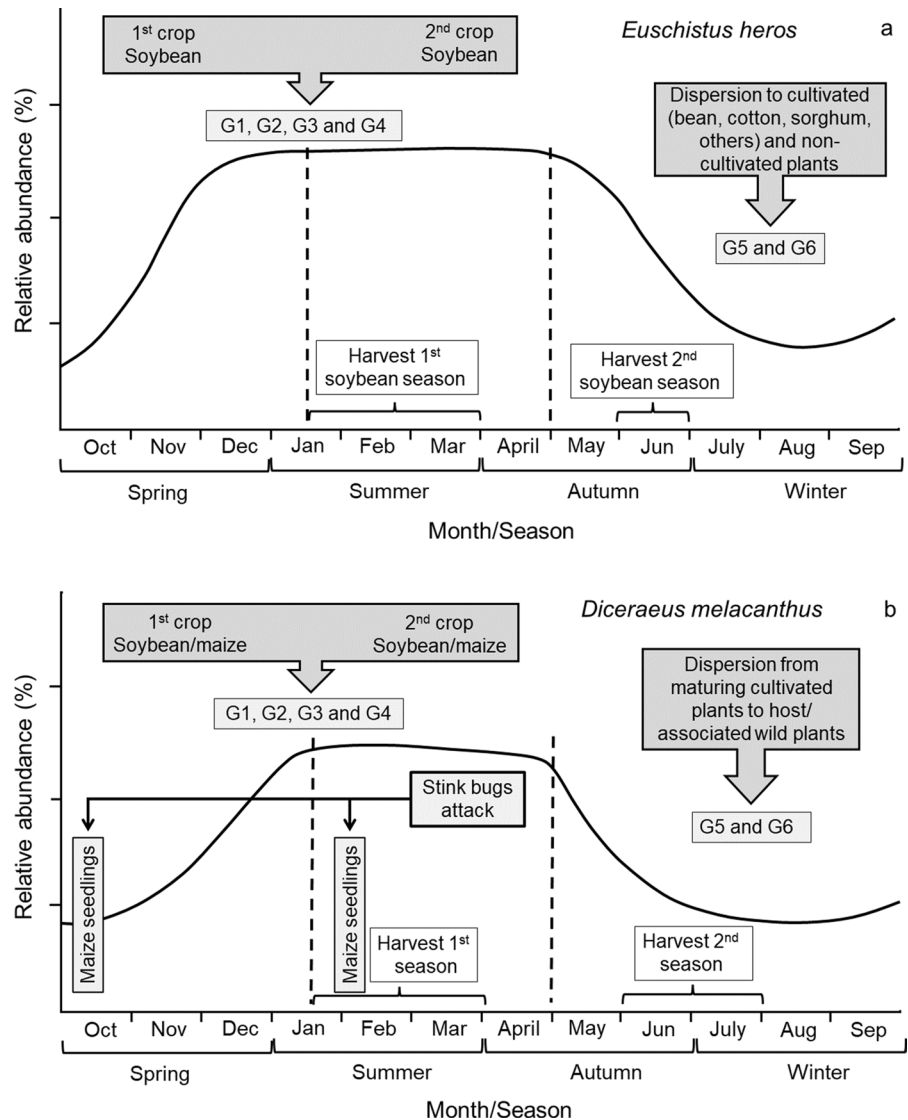 a
Euschistus heros
1st crop
Soybean
2nd crop
Soybean
G1, G2, G3 and G4
Dispersion to cultivated
(bean, cotton, sorghum,
others) and non-
cultivated plants
G5 and G6
Relative abundance (%)
Harvest 1st
soybean season
Harvest 2nd
soybean season
Oct Nov Dec Jan Feb Mar April May Jun July Aug Sep
Spring Summer Autumn Winter
Month/Season
b
Diceraeus melacanthus
1st crop
Soybean/maize
2nd crop
Soybean/maize
G1, G2, G3 and G4
Dispersion from
maturing cultivated
plants to host/
associated wild plants
G5 and G6
Relative abundance (%)
Stink bugs
attack
Maize seedlings
Maize seedlings
Harvest 1st
season
Harvest 2nd
season
Oct Nov Dec Jan Feb Mar April May Jun July Aug Sep
Spring Summer Autumn Winter
Month/Season